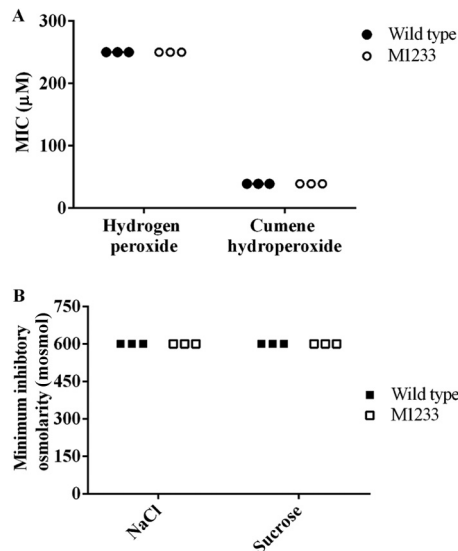 A
300
200
100
0
MIC (µM)
Hydrogen
peroxide
Cumene
hydroperoxide
Wild type
MI233
B
750
600
450
300
150
0
Minimum inhibtory
osmolarity (mosmol)
NaCl
Sucrose
Wild type
MI233